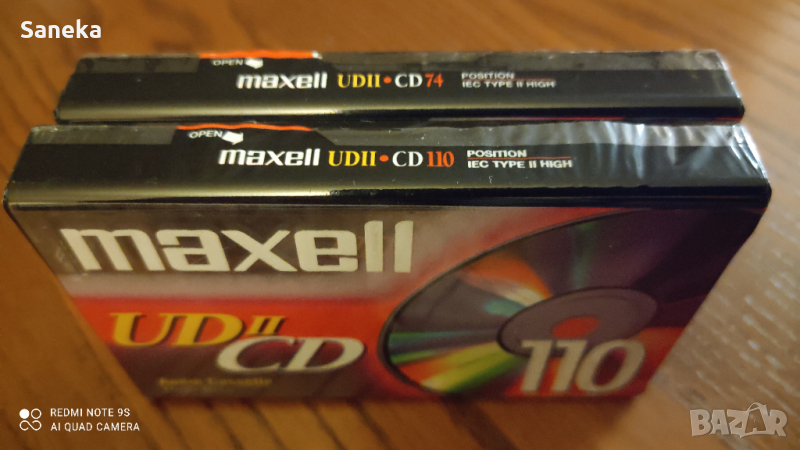 Saneka
OPEN
maxell UDII • CD 74 POSITION
IEC TYPE II HIGH
OPEN
maxell UDII • CD 110 POSITION
IEC TYPE II HIGH
maxell
UDII
CD
110
REDMI NOTE 9S
AI QUAD CAMERA
BAZAR